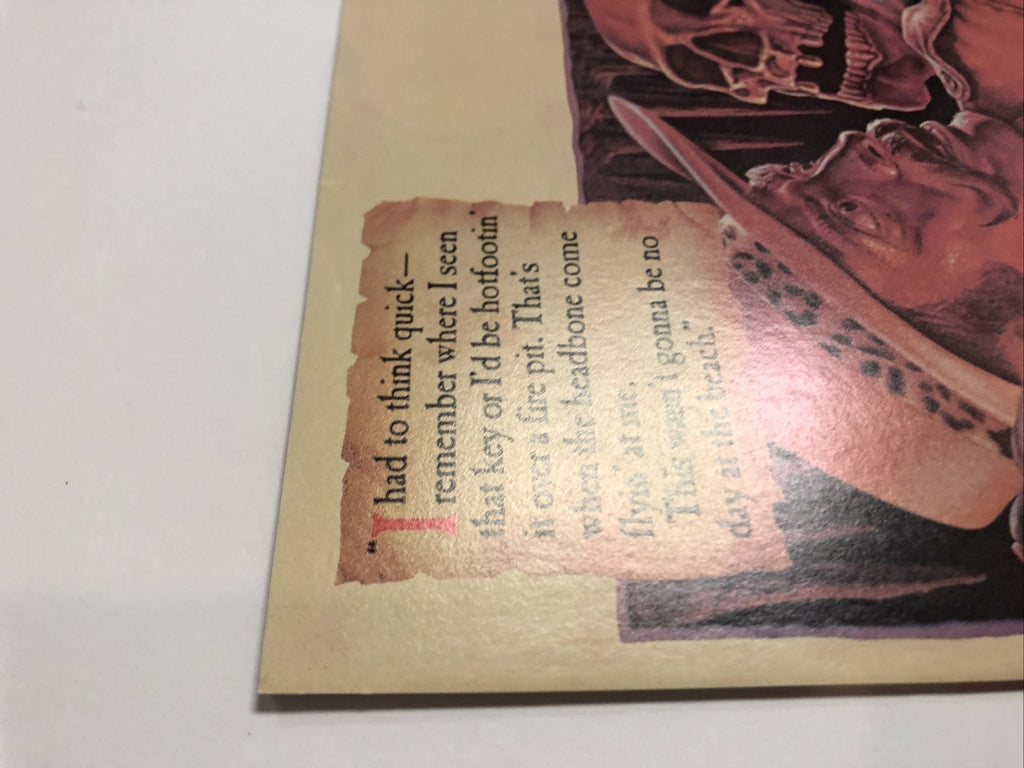 "I had to think quick—
remember where I seen
that key or I'd be hotfootin'
it over a fire pit. That's
when the headbone come
flyin' at me.
This wasn't gonna be no
day at the beach."